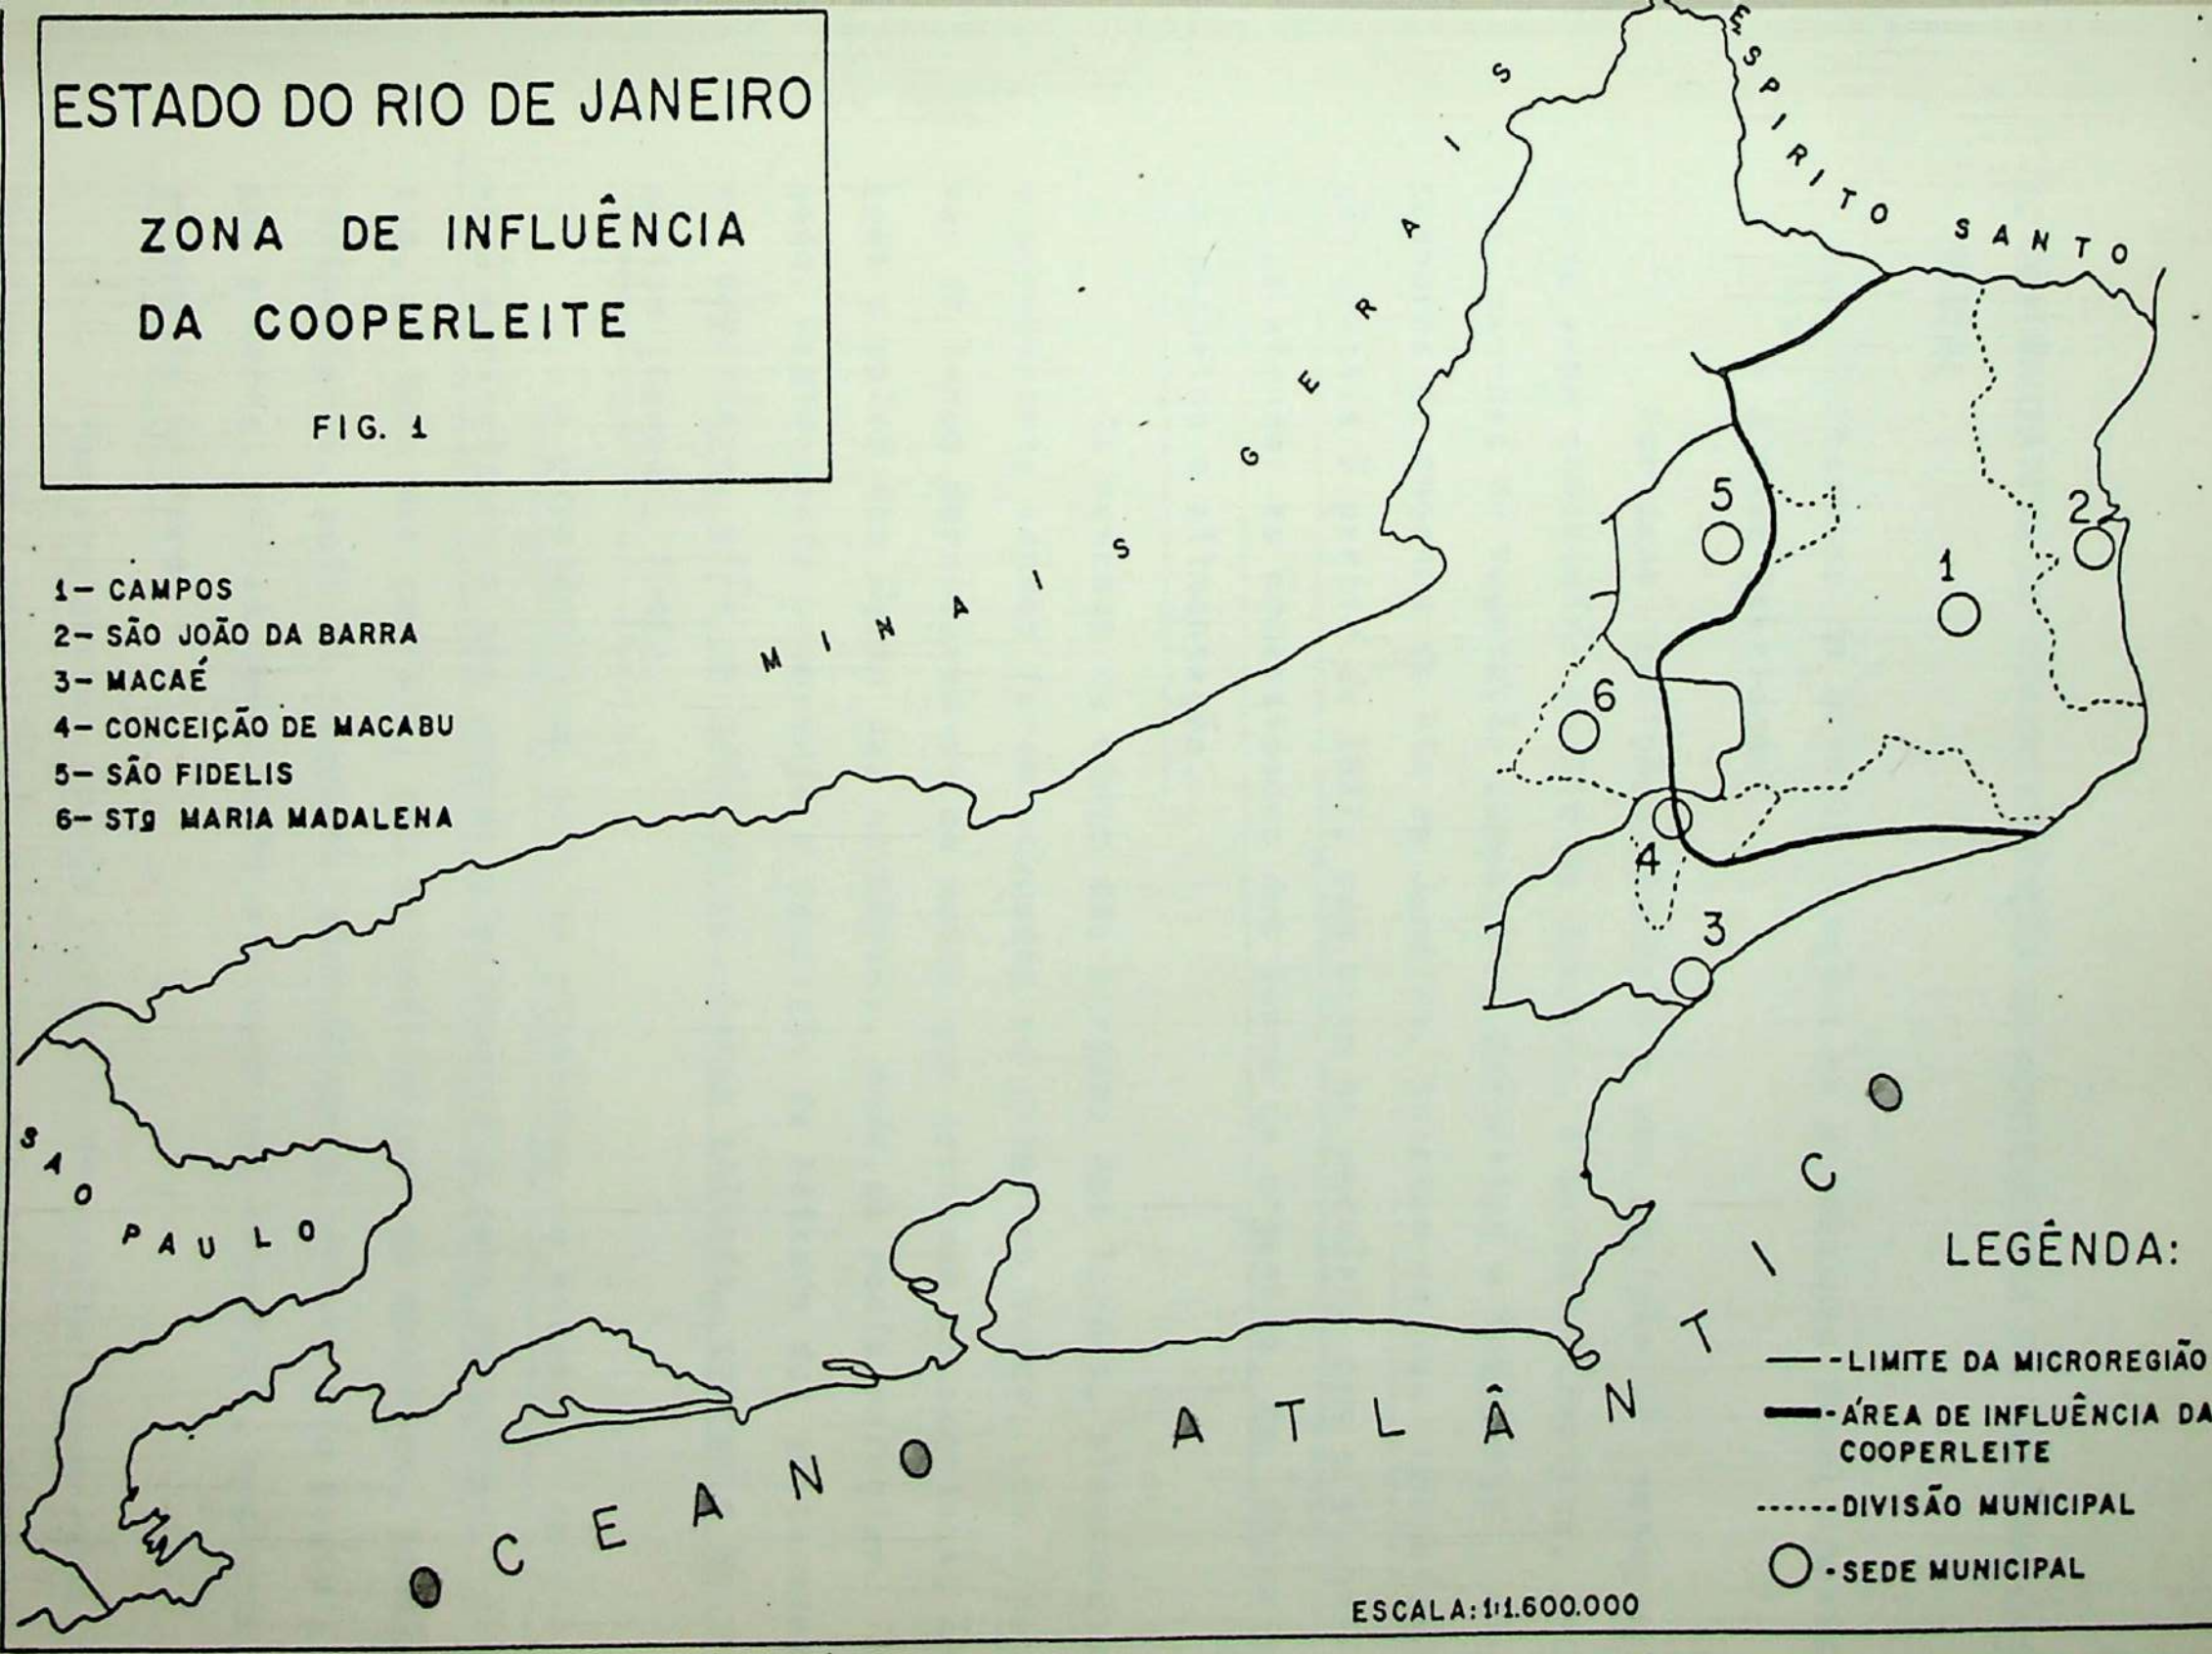 ESTADO DO RIO DE JANEIRO
ZONA DE INFLUÊNCIA
DA COOPERLEITE
FIG. 1
1- CAMPOS
2- SÃO JOÃO DA BARRA
3- MACAÉ
4- CONCEIÇÃO DE MACABU
5- SÃO FIDELIS
6- STª MARIA MADALENA
MINAIS GERAIS
ESPIRITO SANTO
5
2
1
6
4
3
SAO PAULO
OCEANO ATLÂNTICO
LEGÊNDA:
- LIMITE DA MICROREGIÃO
- ÁREA DE INFLUÊNCIA DA
COOPERLEITE
- DIVISÃO MUNICIPAL
- SEDE MUNICIPAL
ESCALA: 1:1.600.000